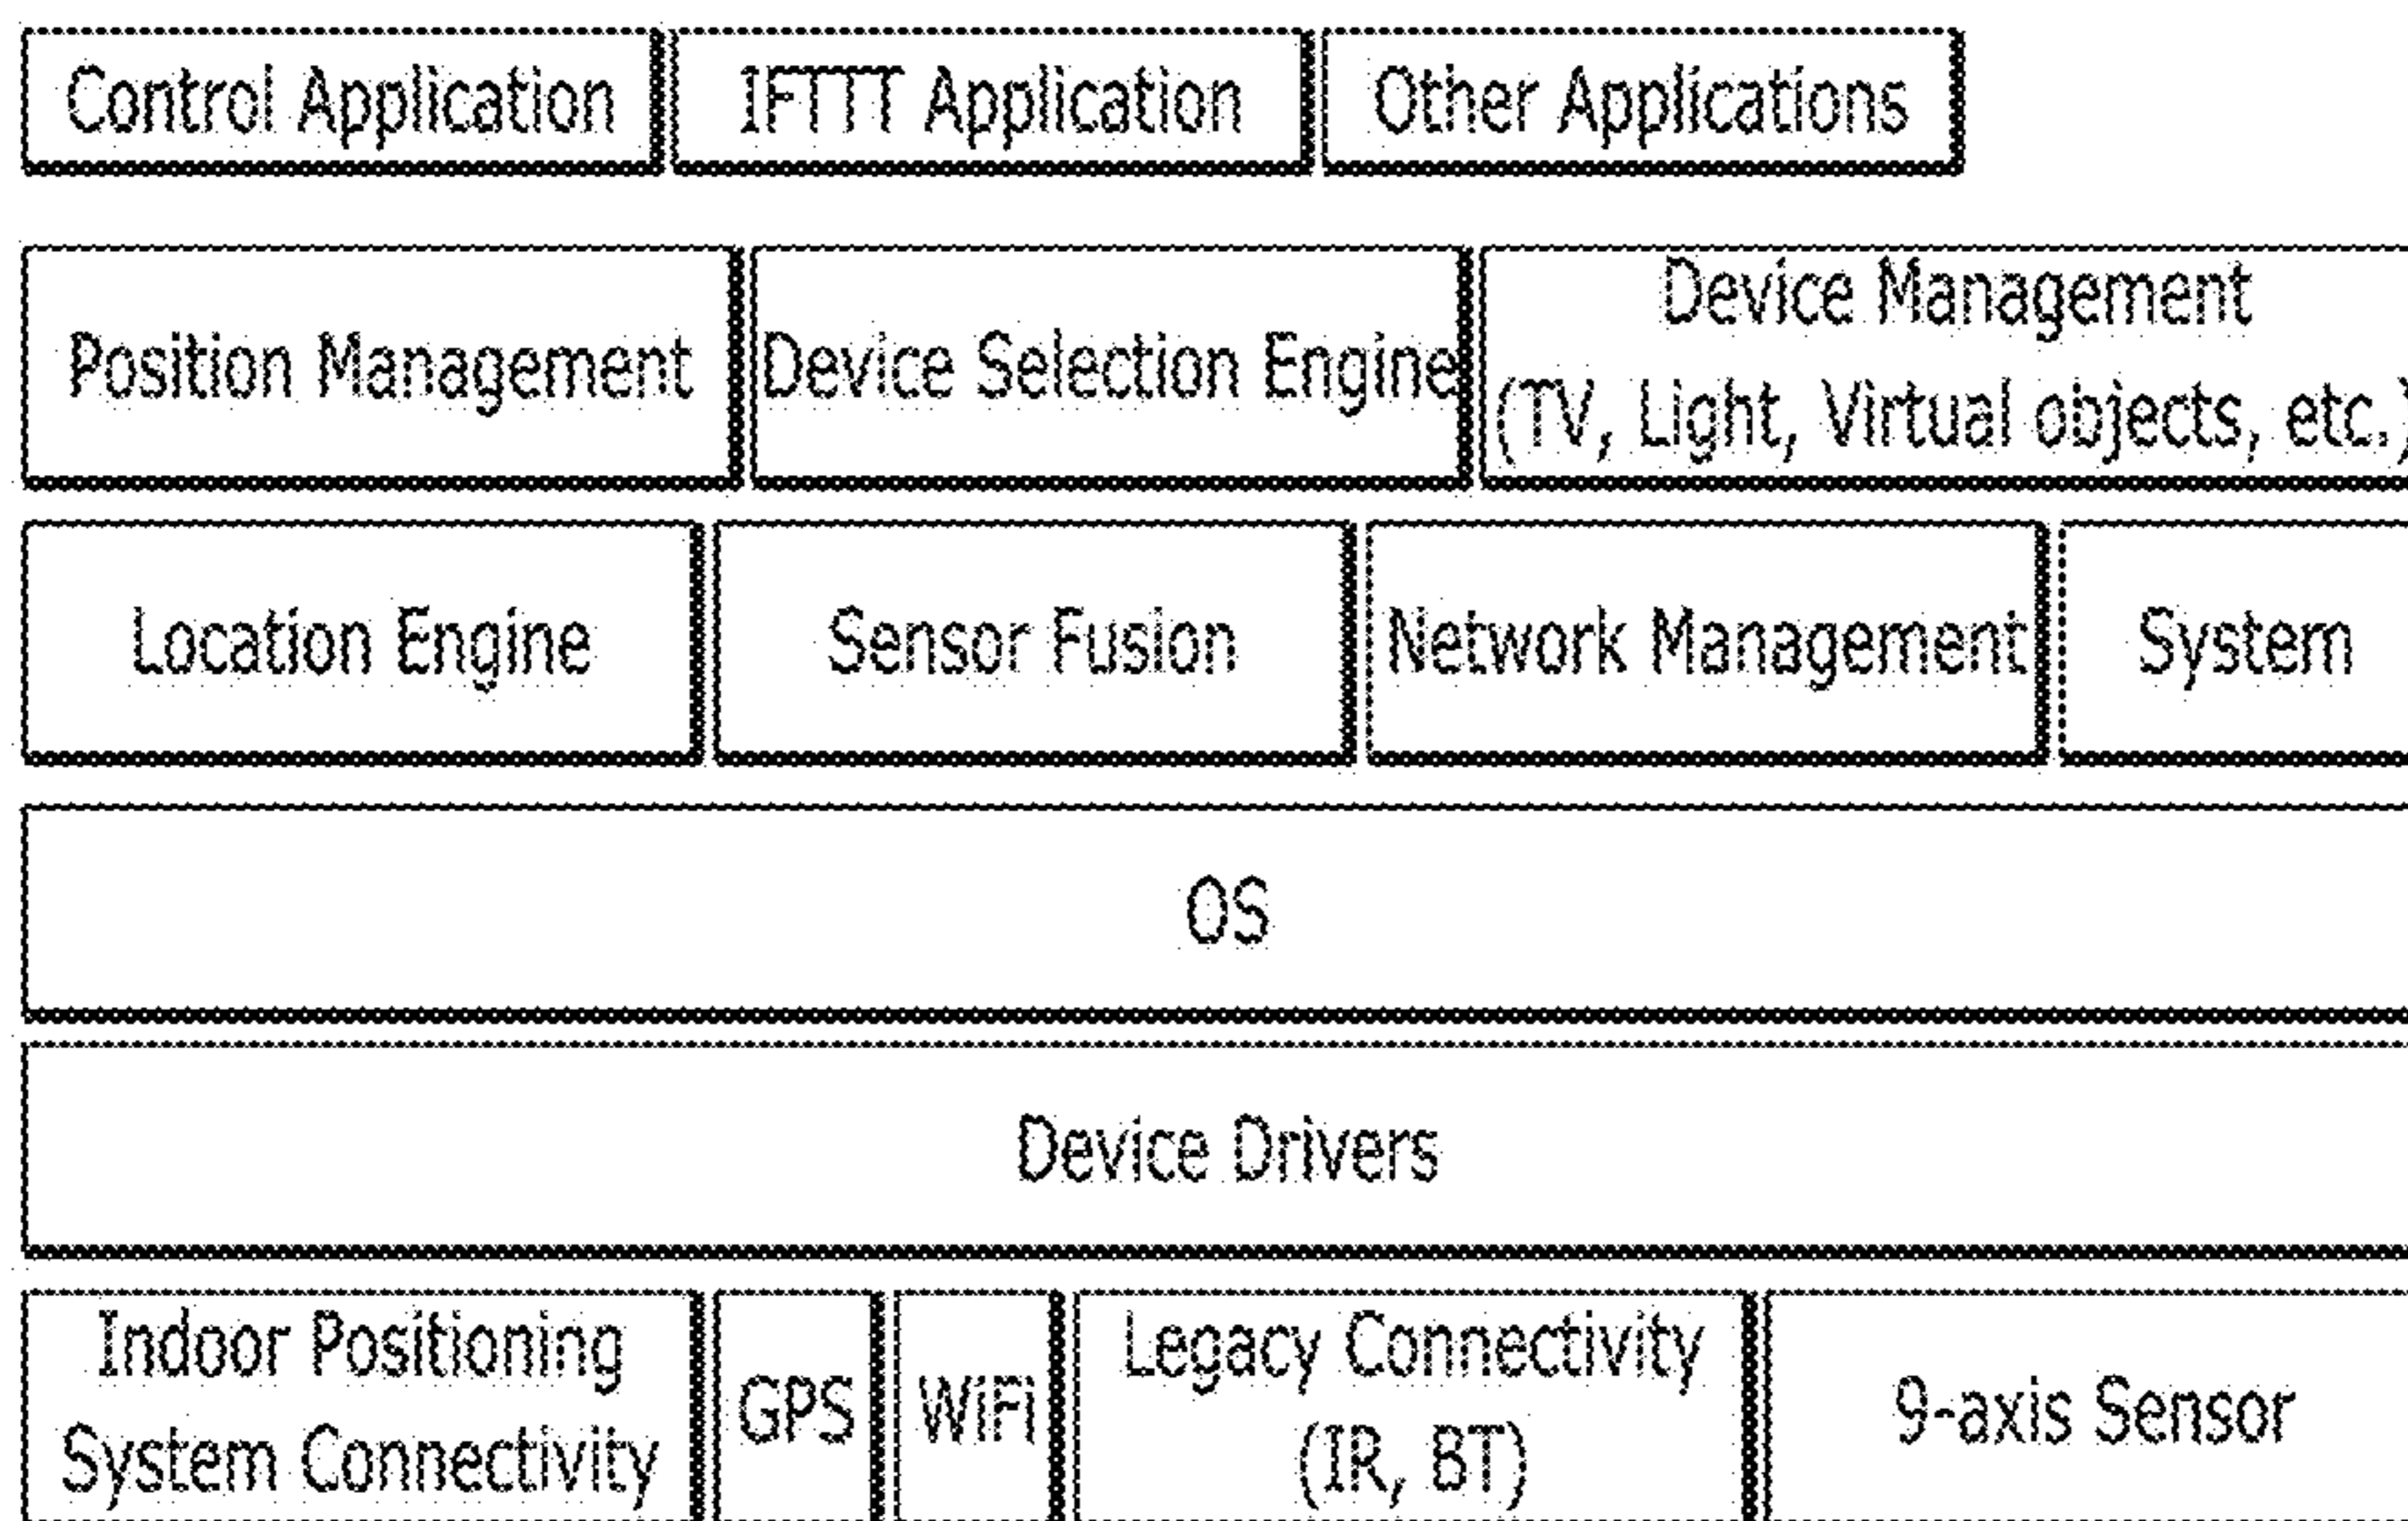 Control Application
IFTTT Application
Other Applications
Position Management
Device Selection Engine
Device Management
(TV, Light, Virtual objects, etc.)
Location Engine
Sensor Fusion
Network Management
System
OS
Device Drivers
Indoor Positioning
System Connectivity
GPS
WiFi
Legacy Connectivity
(IR, BT)
9-axis Sensor